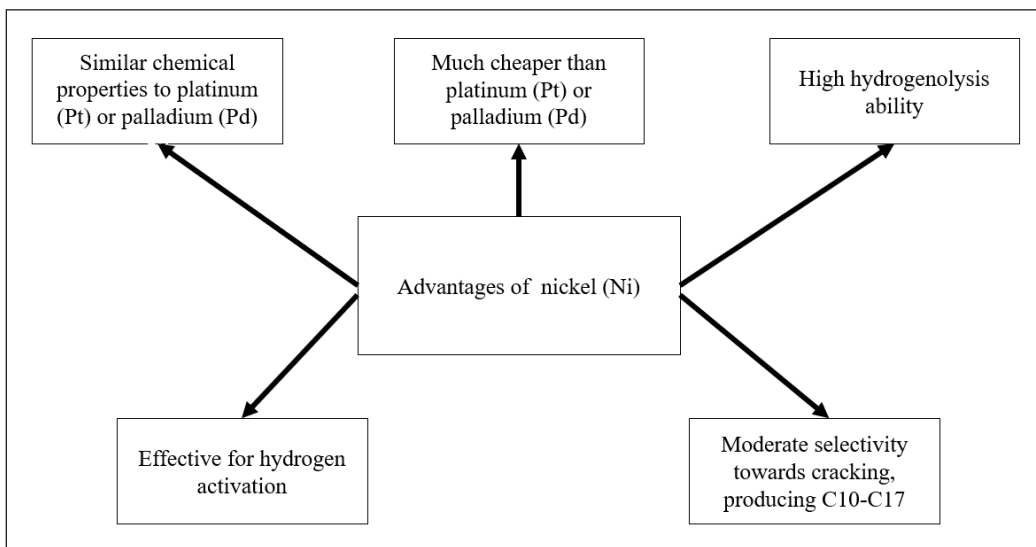 Similar chemical
properties to platinum
(Pt) or palladium (Pd)
Much cheaper than
platinum (Pt) or
palladium (Pd)
High hydrogenolysis
ability
Advantages of nickel (Ni)
Effective for hydrogen
activation
Moderate selectivity
towards cracking,
producing C10-C17